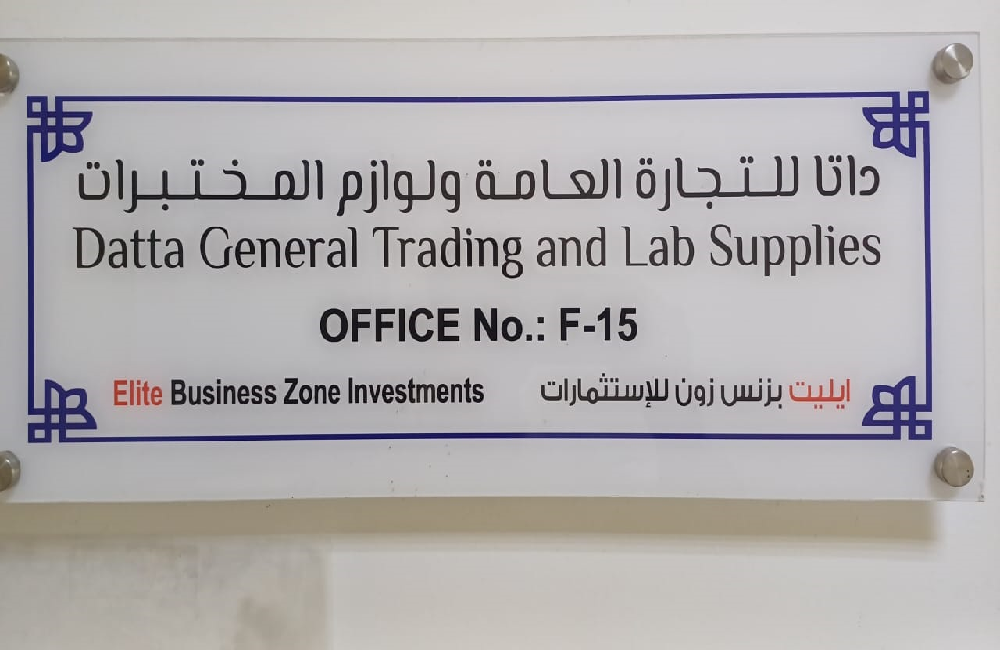 داتا للتجارة العامة ولوازم المختبرات
Datta General Trading and Lab Supplies
OFFICE No.: F-15
Elite Business Zone Investments ايليت بزنس زون للإستثمارات